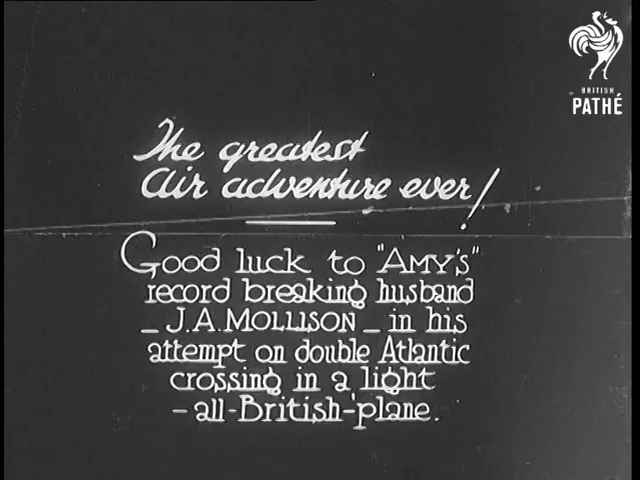 BRITISH
PATHÉ
The greatest
Air adventure ever!
Good luck to "AMY'S"
record breaking husband
_ J.A. MOLLISON _ in his
attempt on double Atlantic
crossing in a light
-all-British-'plane.